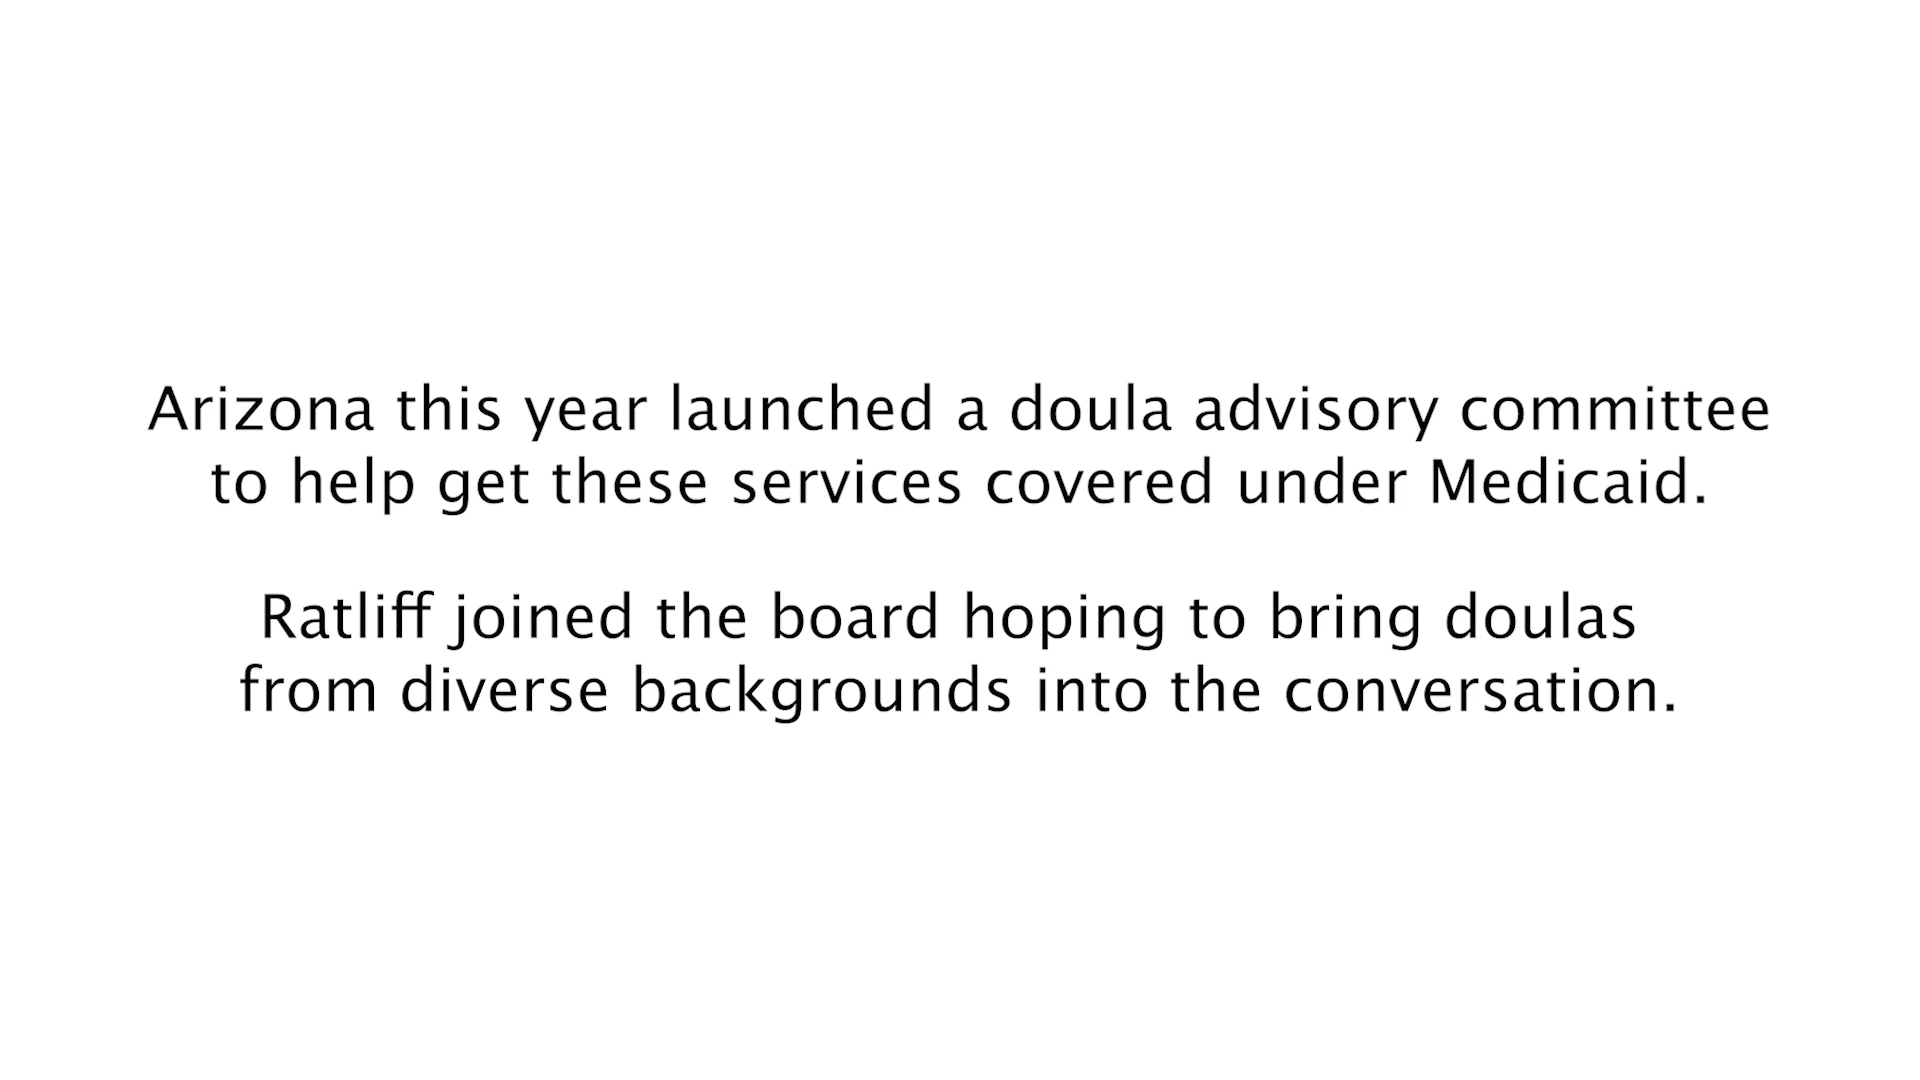 Arizona this year launched a doula advisory committee
to help get these services covered under Medicaid.
Ratliff joined the board hoping to bring doulas
from diverse backgrounds into the conversation.